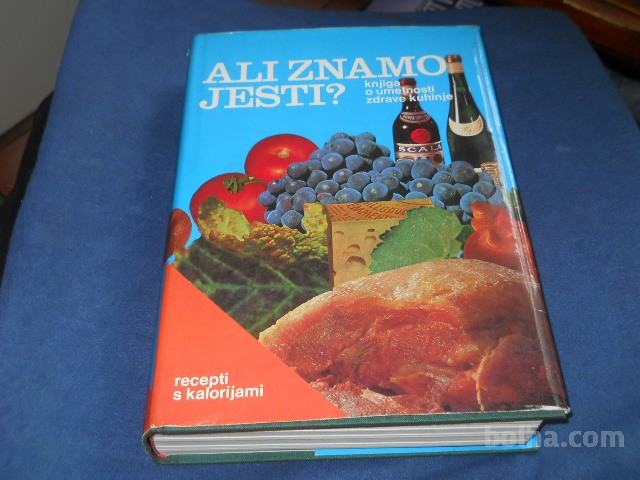 ALI ZNAMO
JESTI?
knjiga
o umetnosti
zdrave kuhinje
SCALA
recepti
s kalorijami
bolha.com